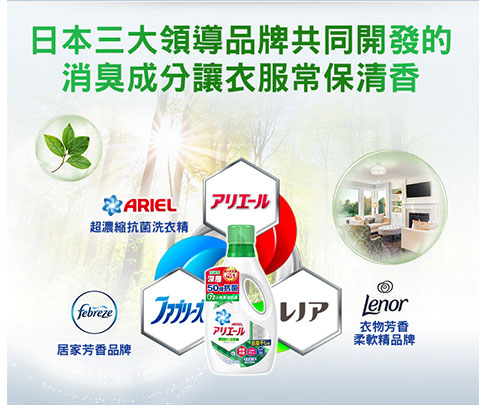 日本三大領導品牌共同開發的
消臭成分讓衣服常保清香
ARIEL
超濃縮抗菌洗衣精
アリエール
febreze
居家芳香品牌
ファブリーズ
レノア
Lenor
衣物芳香
柔軟精品牌
深層
50倍抗菌
ARIEL
アリエール